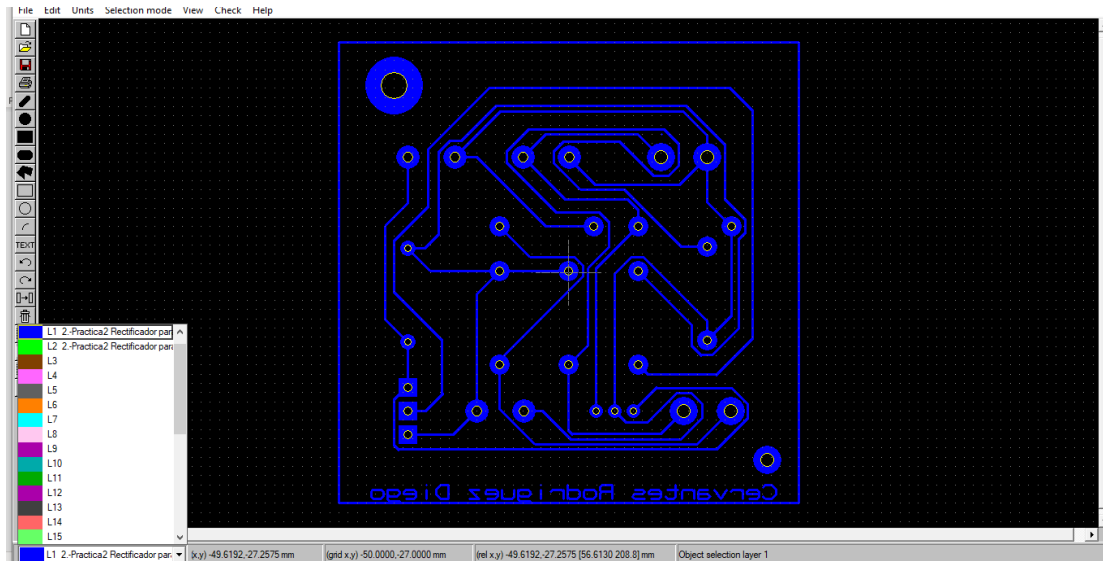 File Edit Units Selection mode View Check Help
TEXT
Cervantes Rodriguez Diego
L1 2.-Practica2 Rectificador par
L2 2.-Practica2 Rectificador para
L3
L4
L5
L6
L7
L8
L9
L10
L11
L12
L13
L14
L15
L1 2.-Practica2 Rectificador par. (x,y) -49.6192,-27.2575 mm (grid x,y) -50.0000,-27.0000 mm (rel x,y) -49.6192,-27.2575 [56.6130 208.8] mm Object selection layer 1